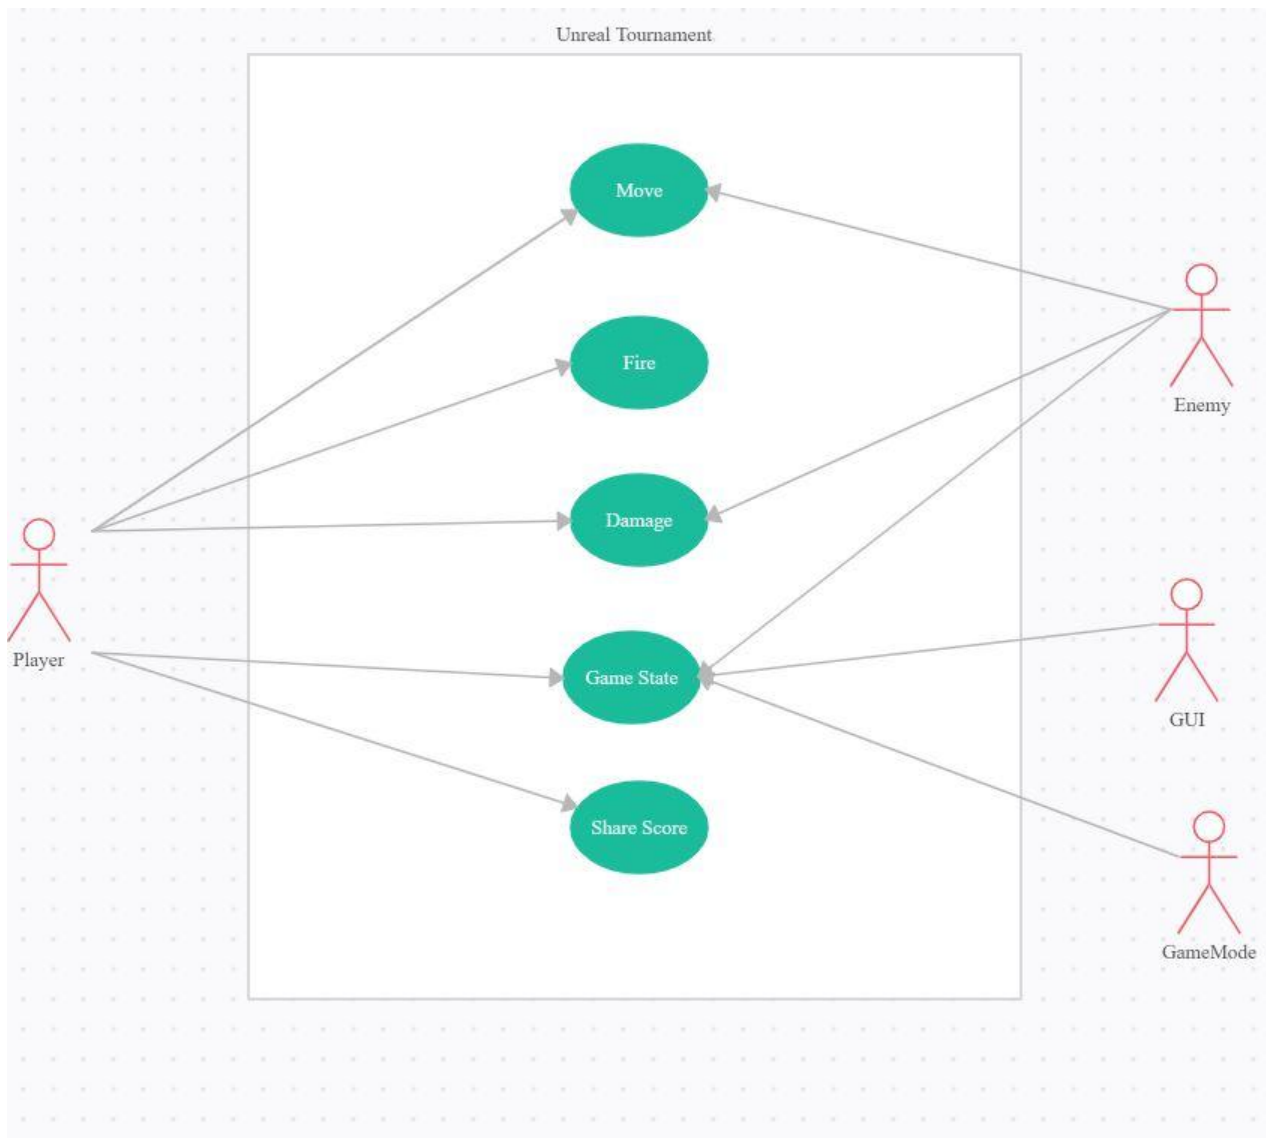 Unreal Tournament
Move
Fire
Enemy
Damage
Player
Game State
GUI
Share Score
GameMode